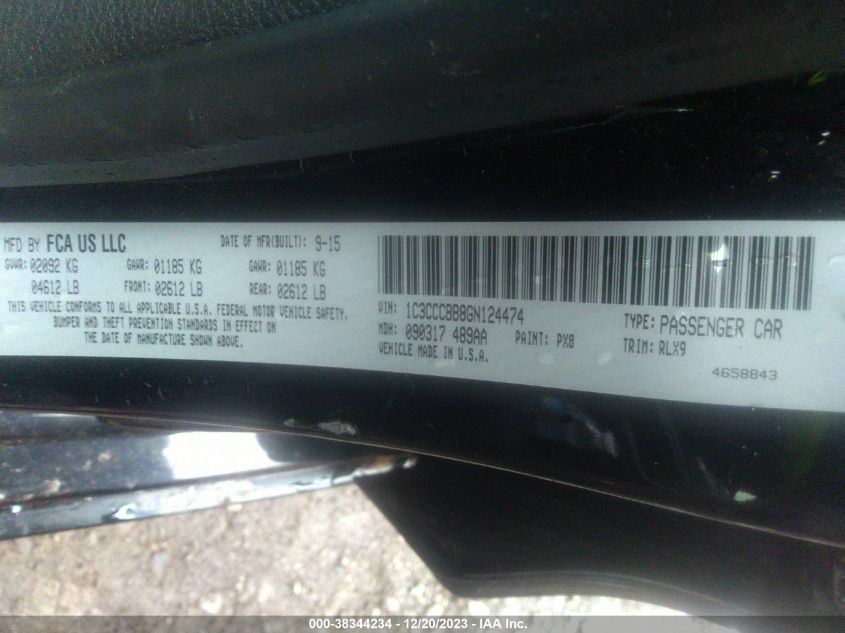 MFD BY FCA US LLC DATE OF MFR(BUILT): 9-15
GVWR: 02092 KG GAWR: 01185 KG GAWR: 01185 KG
04612 LB FRONT: 02612 LB REAR: 02612 LB
THIS VEHICLE CONFORMS TO ALL APPLICABLE U.S.A. FEDERAL MOTOR VEHICLE SAFETY,
BUMPER AND THEFT PREVENTION STANDARDS IN EFFECT ON
THE DATE OF MANUFACTURE SHOWN ABOVE.
VIN: 1C3CCCBB8GN124474 TYPE: PASSENGER CAR
MDH: 090317 489AA PAINT: PX8 TRIM: RLX9
VEHICLE MADE IN U.S.A.
4658843
000-38344234 - 12/20/2023 - IAA Inc.